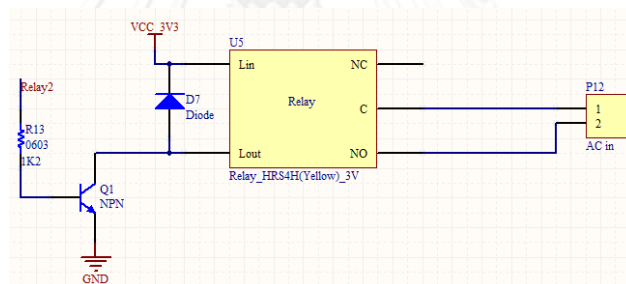 VCC_3V3
U5
Lin
NC
P12
Relay2
D7
Diode
Relay
C
1
2
R13
0603
1K2
Lout
NO
AC in
Relay_HRS4H(Yellow)_3V
Q1
NPN
GND